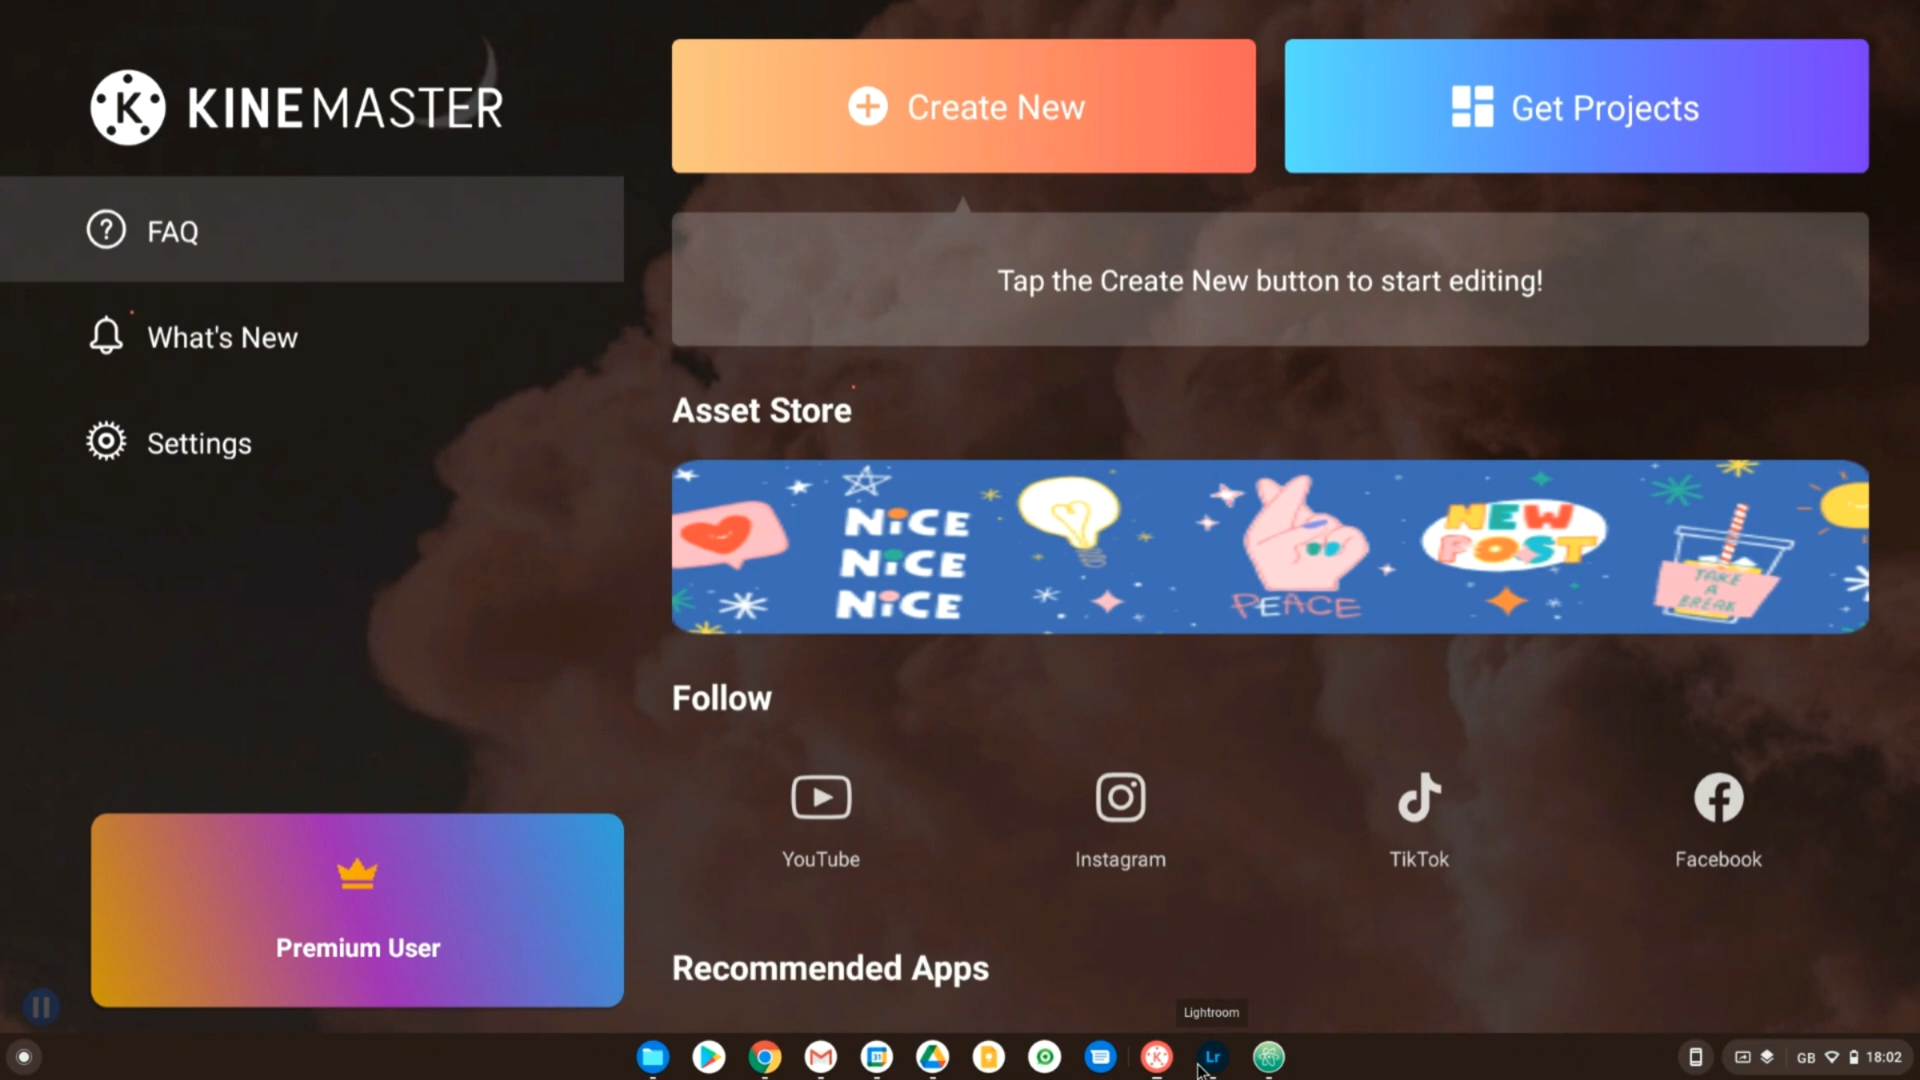 KINEMASTER
Create New
Get Projects
FAQ
Tap the Create New button to start editing!
What's New
Settings
Asset Store
NiCE
NiCE
NiCE
PEACE
NEW
POST
TAKE
A
BREAK
Follow
YouTube
Instagram
TikTok
Facebook
Premium User
Recommended Apps
Lightroom
31
K
Lr
GB
18:02